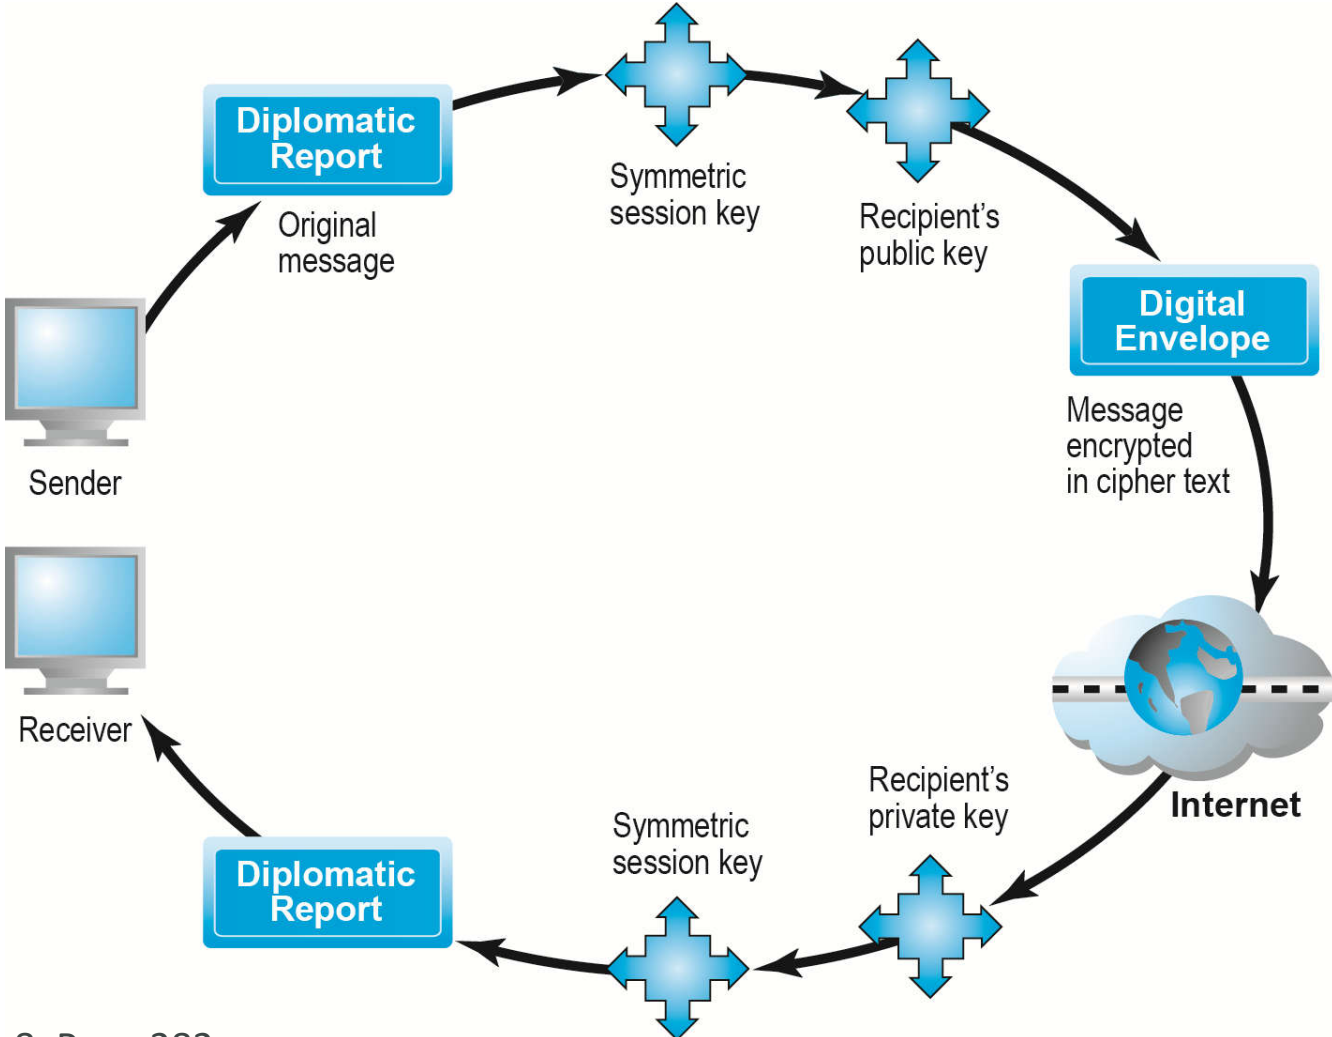 Diplomatic
Report
Original
message
Symmetric
session key
Recipient's
public key
Digital
Envelope
Message
encrypted
in cipher text
Sender
Receiver
Internet
Recipient's
private key
Symmetric
session key
Diplomatic
Report